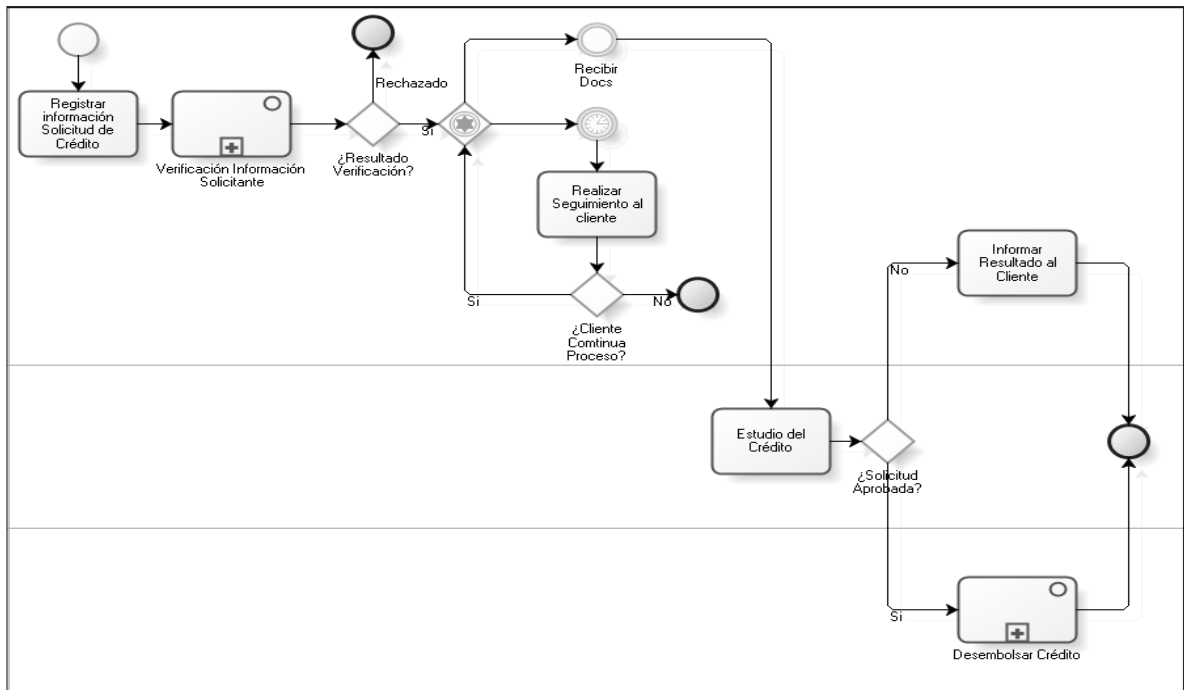 Registrar
información
Solicitud de
Crédito
Verificación Información
Solicitante
Rechazado
¿Resultado
Verificación?
Si
Recibir
Docs
Realizar
Seguimiento al
cliente
Si
No
¿Cliente
Comtinua
Proceso?
Estudio del
Crédito
¿Solicitud
Aprobada?
No
Informar
Resultado al
Cliente
Si
Desembolsar Crédito